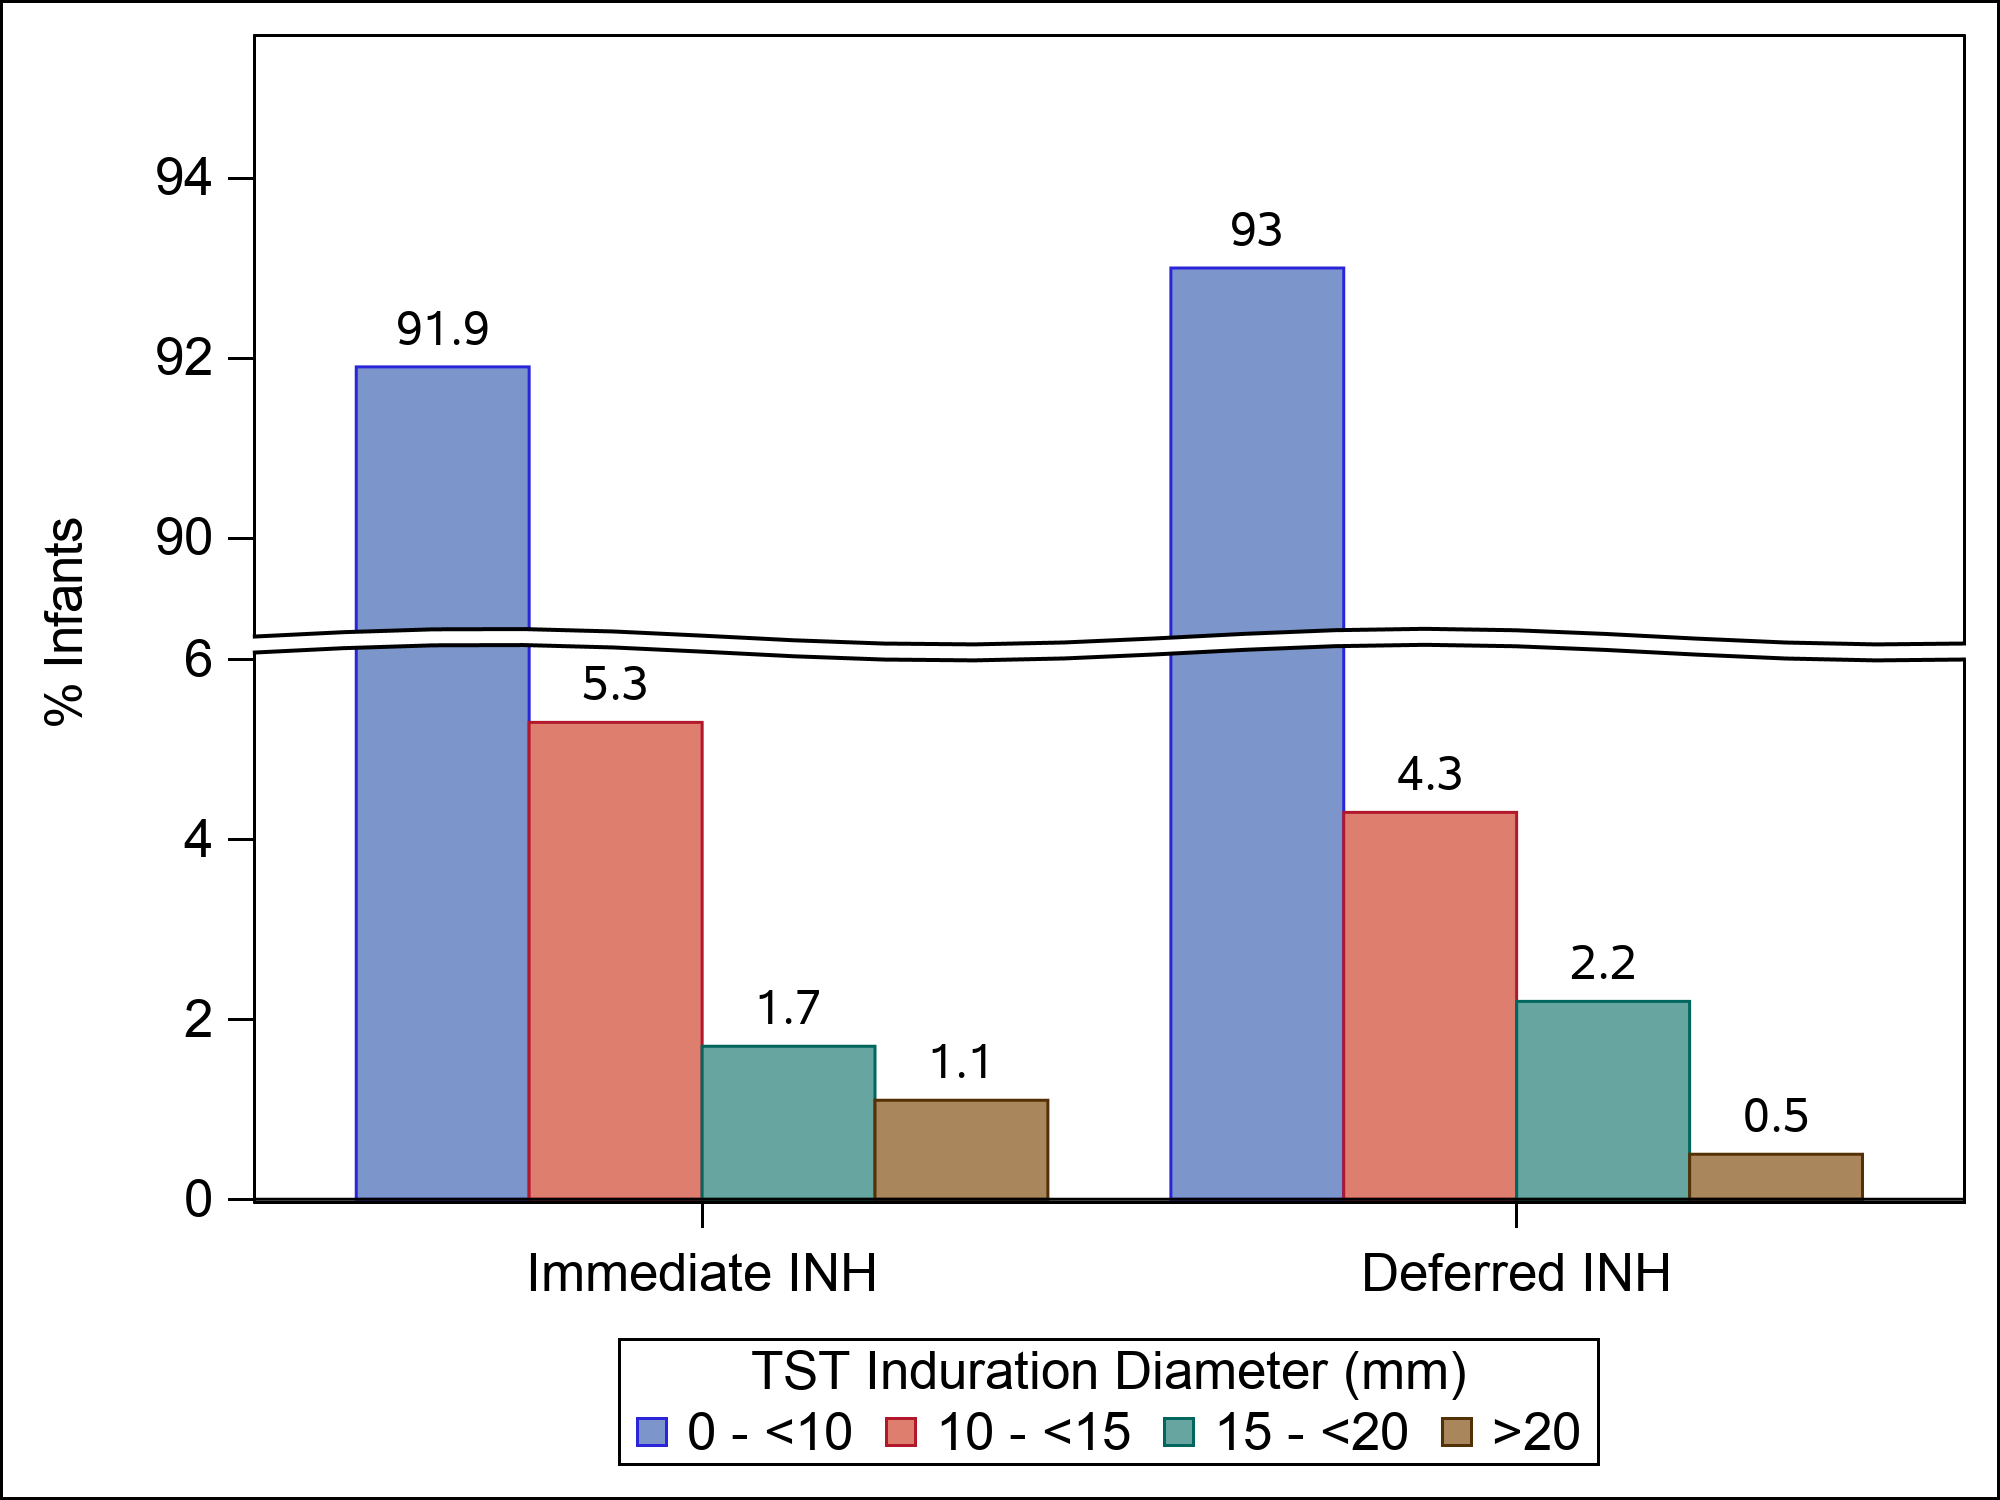 % Infants
94
92
90
6
4
2
0
91.9
5.3
1.7
1.1
93
4.3
2.2
0.5
Immediate INH
Deferred INH
TST Induration Diameter (mm)
0 - <10
10 - <15
15 - <20
>20